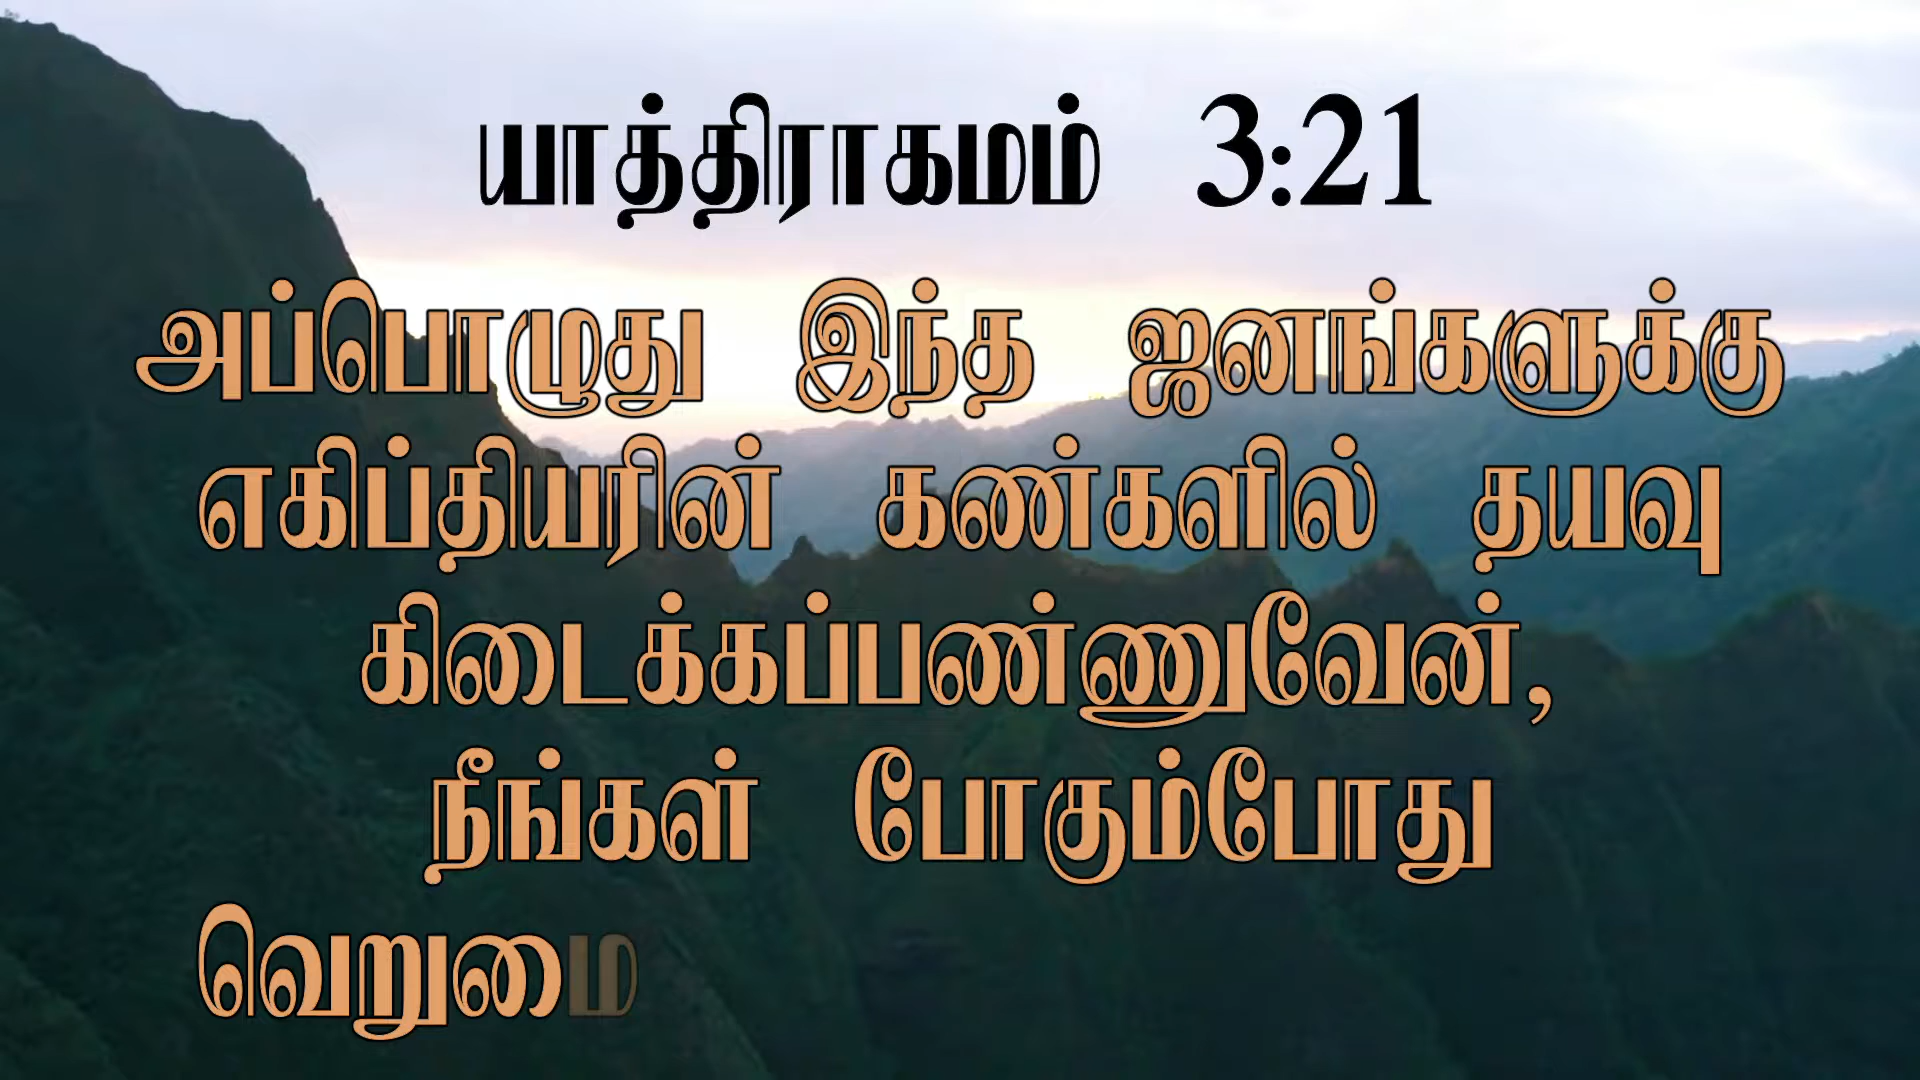 யாத்திராகமம் 3:21
அப்பொழுது இந்த ஜனங்களுக்கு
எகிப்தியரின் கண்களில் தயவு
கிடைக்கப்பண்ணுவேன்,
நீங்கள் போகும்போது
வெறுமை